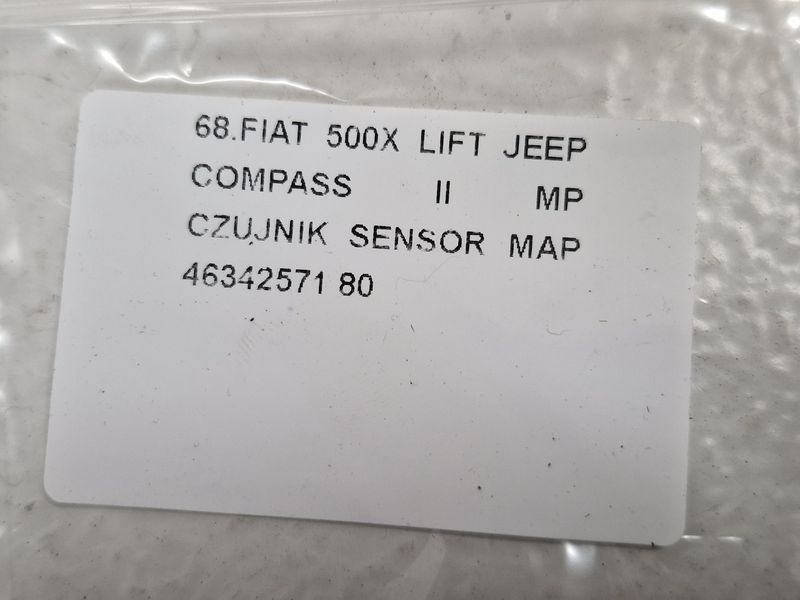 68.FIAT 500X LIFT JEEP
COMPASS II MP
CZUJNIK SENSOR MAP
46342571 80